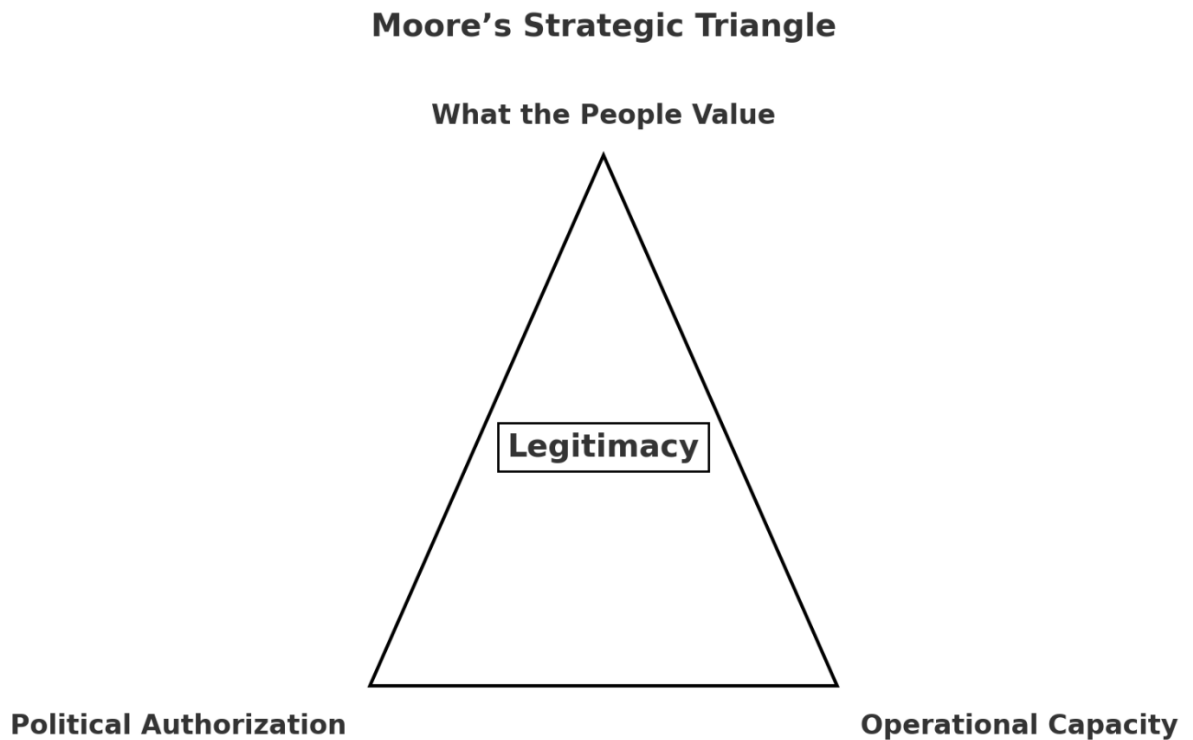 Moore’s Strategic Triangle
What the People Value
Legitimacy
Political Authorization
Operational Capacity